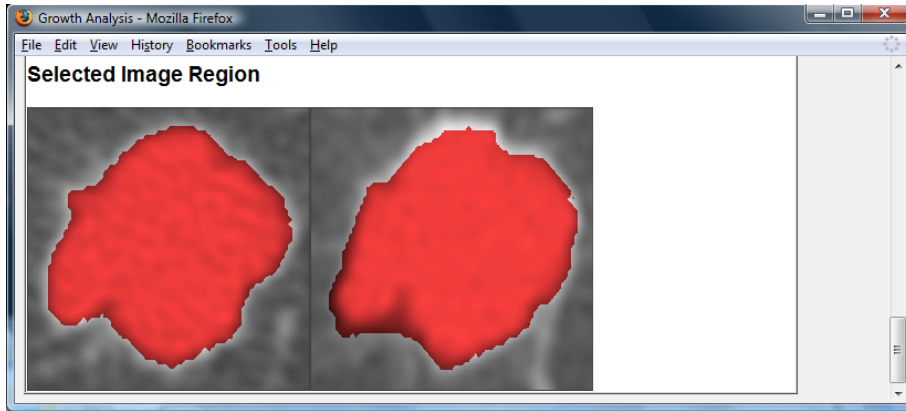 Growth Analysis - Mozilla Firefox
File Edit View History Bookmarks Tools Help
Selected Image Region